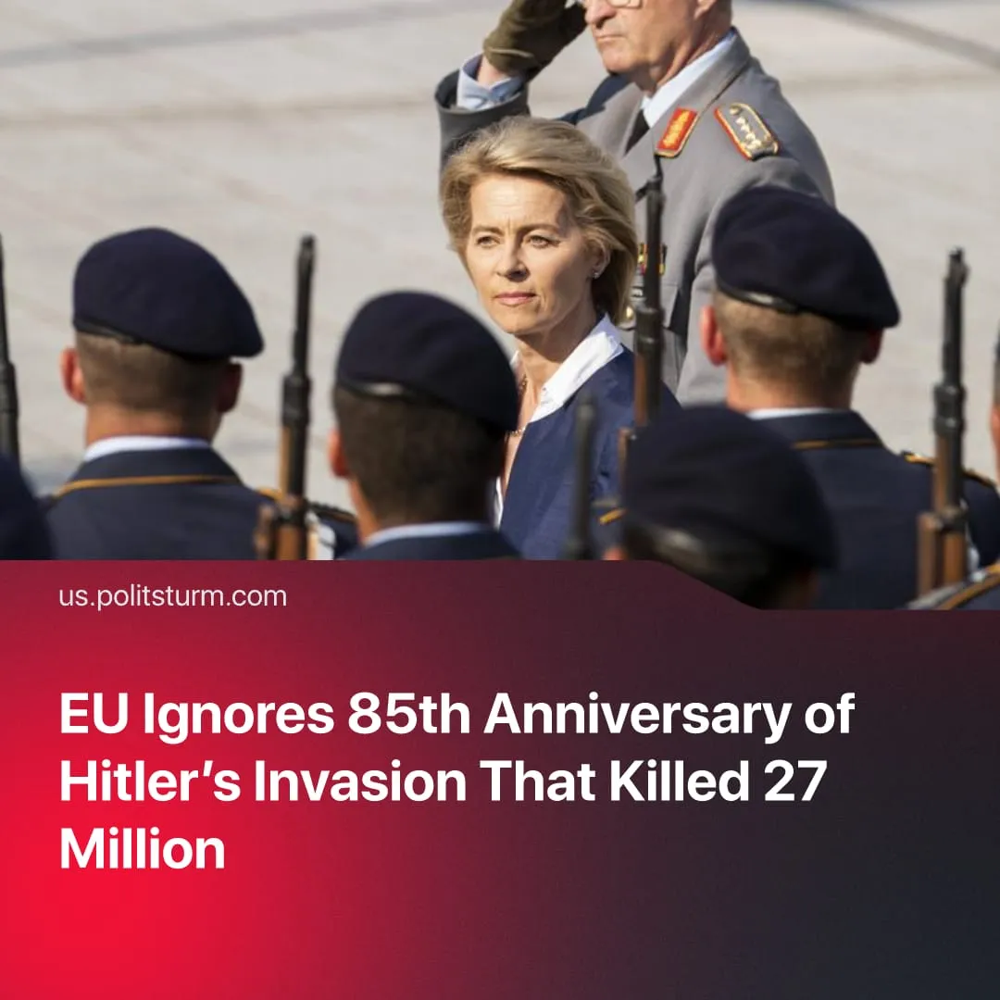 us.politsturm.com
EU Ignores 85th Anniversary of
Hitler’s Invasion That Killed 27
Million